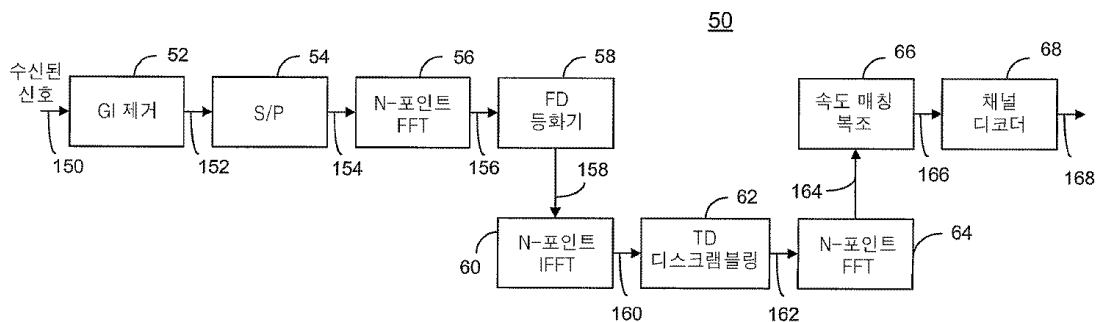 50
52
54
56
58
66
68
수신된
신호
GI 제거
S/P
N-포인트
FFT
FD
등화기
속도 매칭
복조
채널
디코더
150
152
154
156
158
164
166
168
60
62
64
N-포인트
IFFT
TD
디스크램블링
N-포인트
FFT
160
162